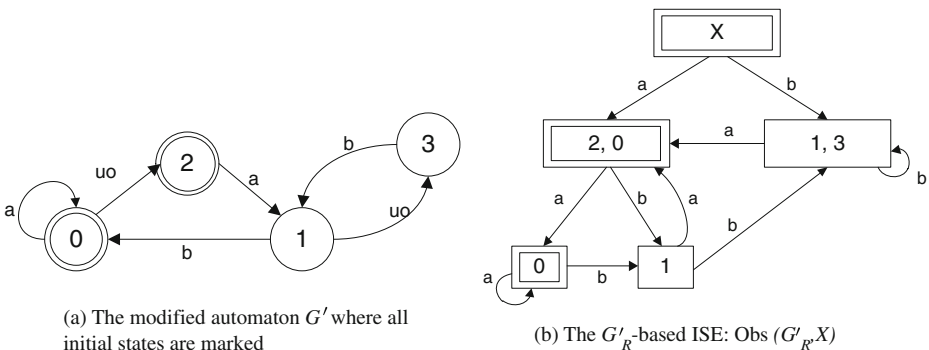 X
a
b
2, 0
a
1, 3
b
a
b
a
b
0
b
1
a
uo
2
a
b
3
a
0
b
1
uo
(a) The modified automaton G′ where all
initial states are marked
(b) The G′R-based ISE: Obs (G′R, X)